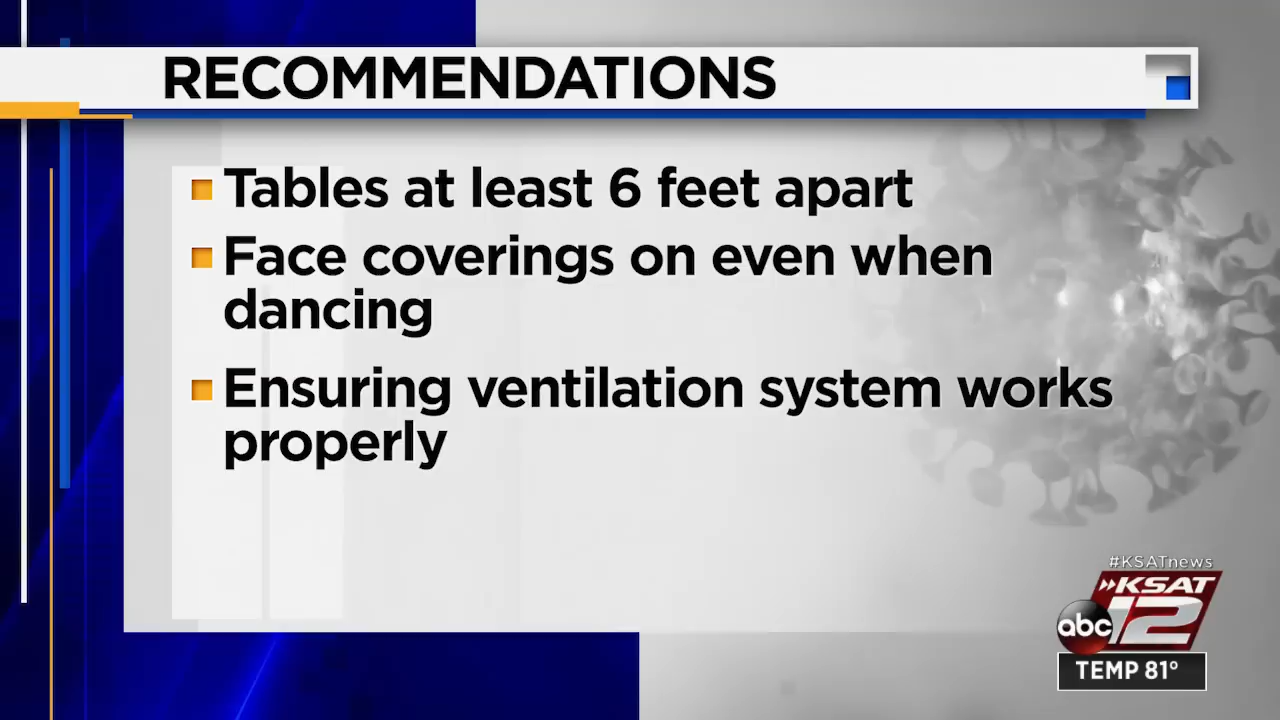 RECOMMENDATIONS
Tables at least 6 feet apart
Face coverings on even when
dancing
Ensuring ventilation system works
properly
#KSATnews
KSAT
abc 12
TEMP 81°